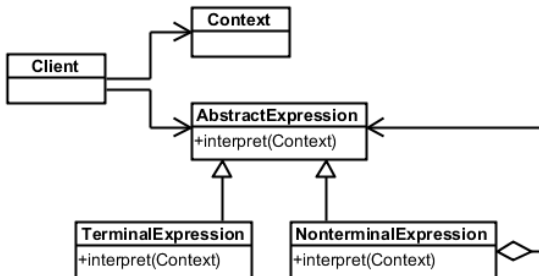 Context
Client
AbstractExpression
+interpret(Context)
TerminalExpression
+interpret(Context)
NonterminalExpression
+interpret(Context)